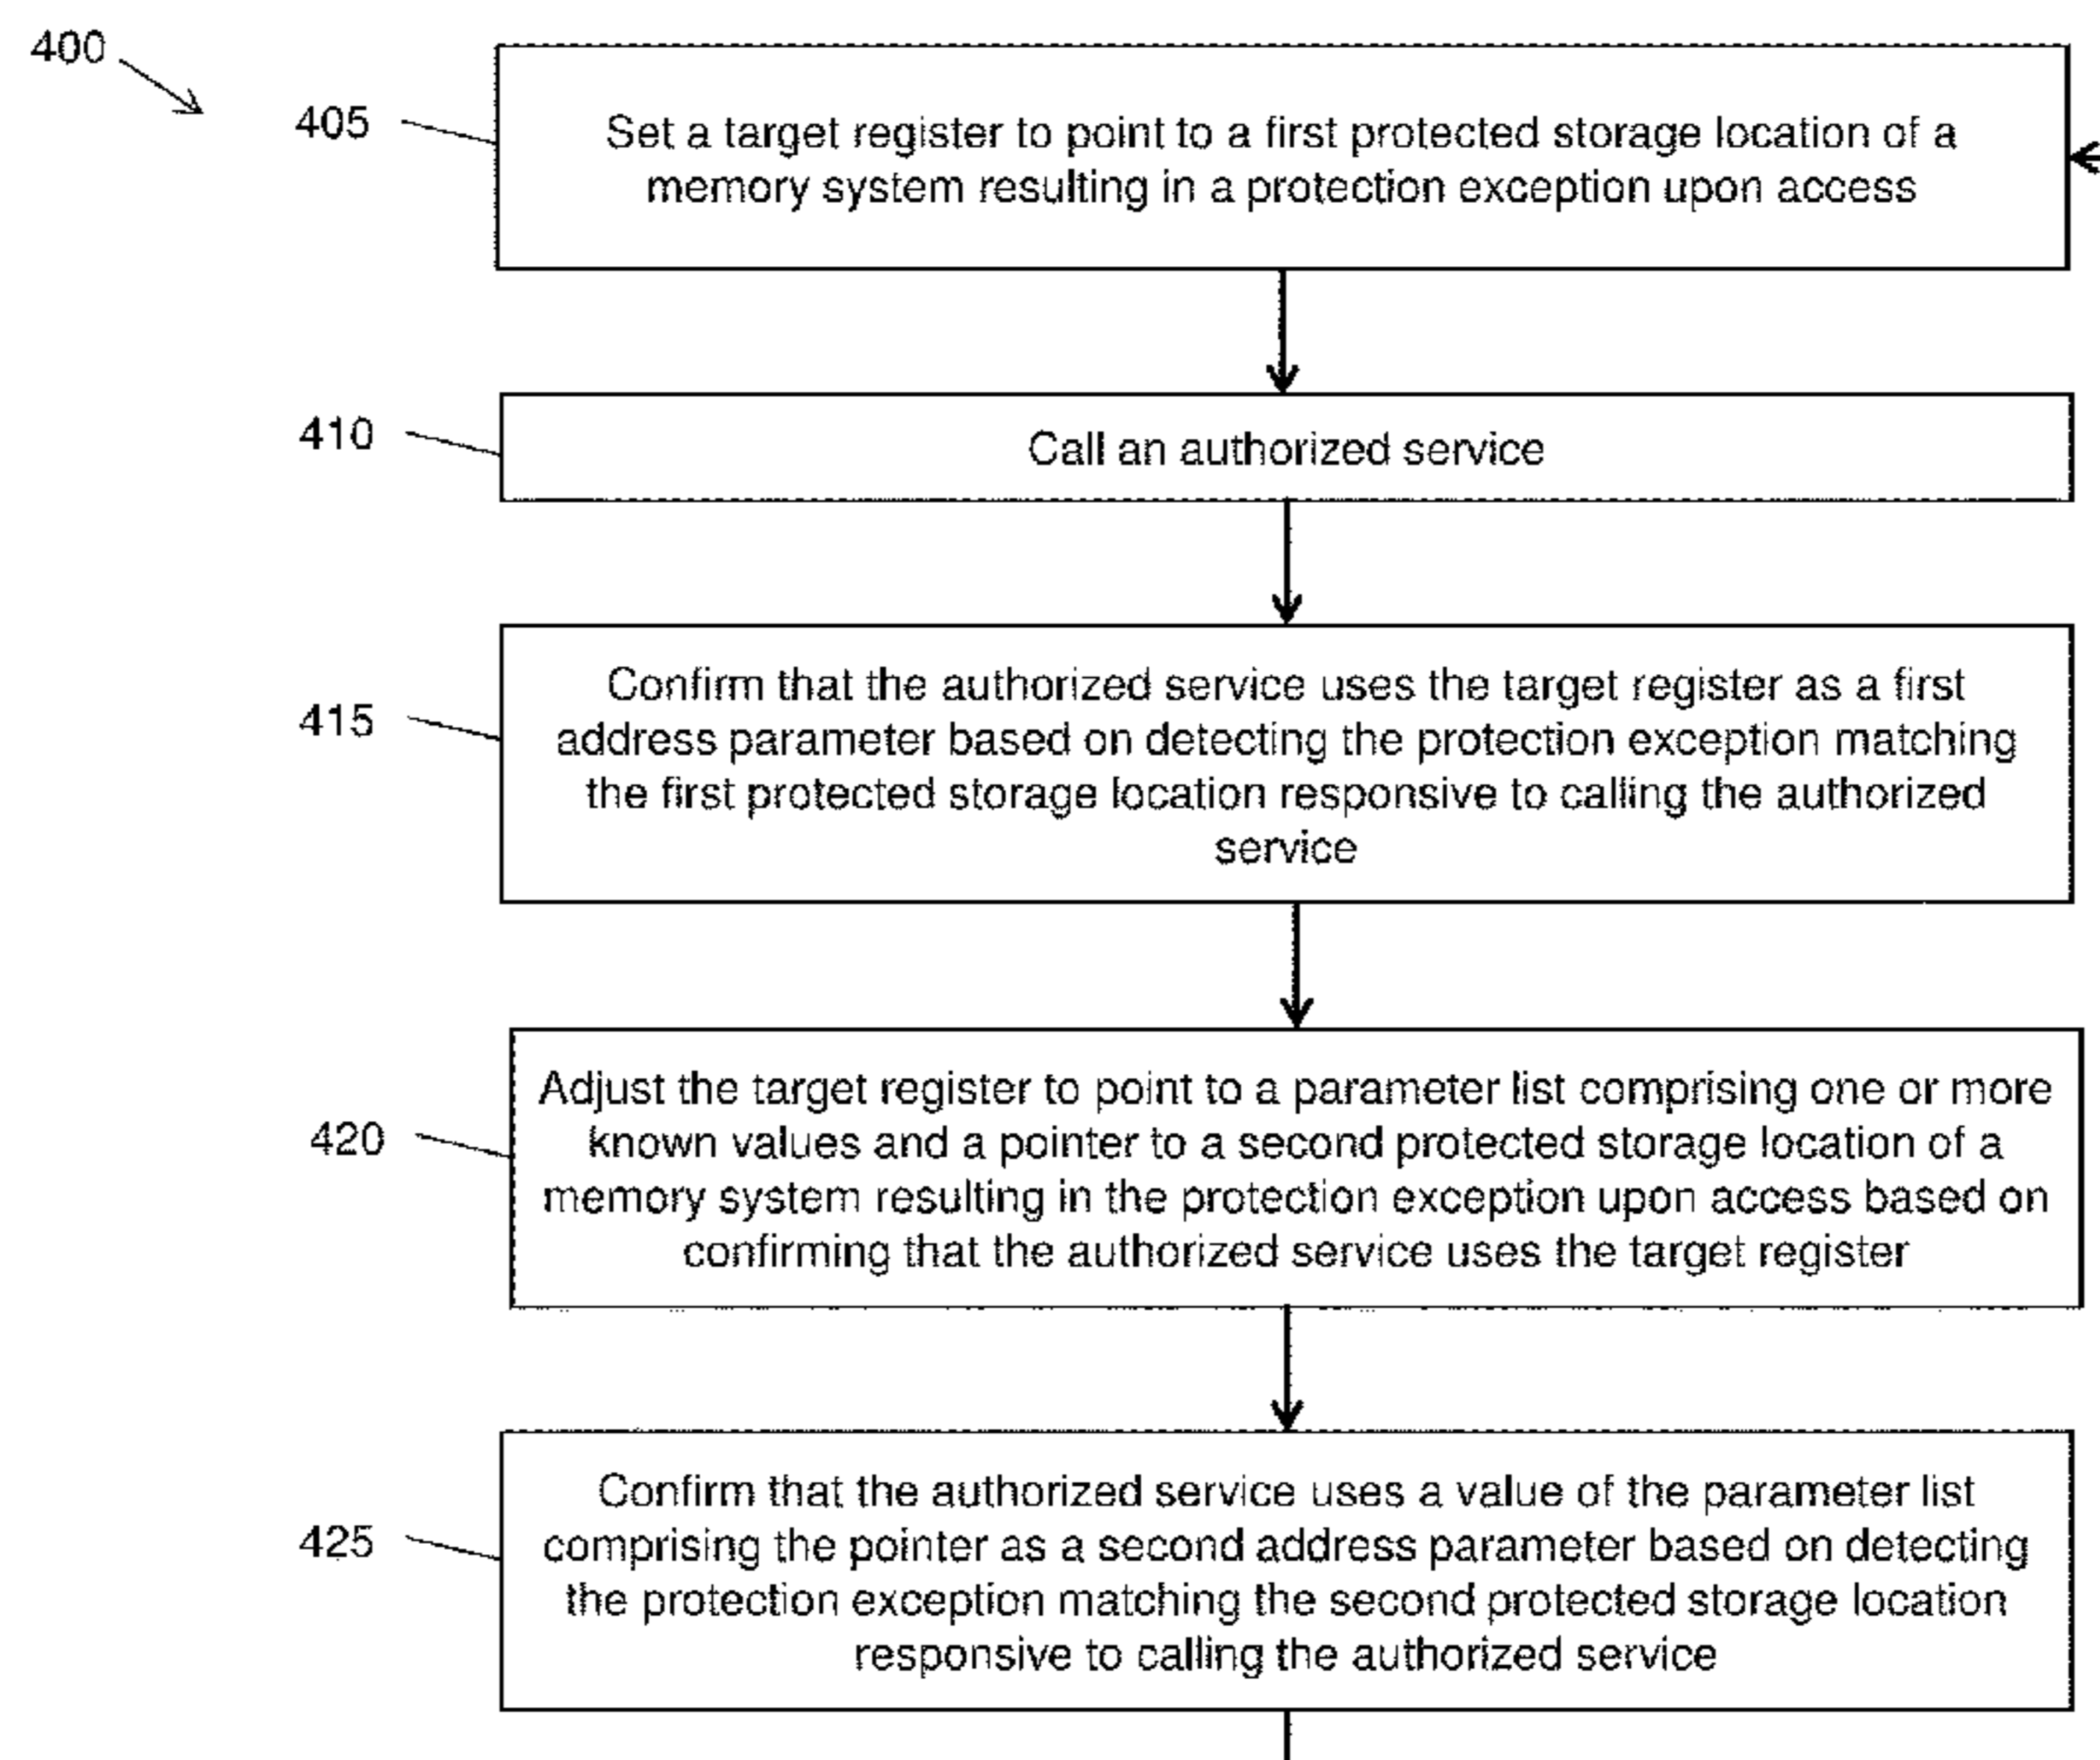 400
405
Set a target register to point to a first protected storage location of a
memory system resulting in a protection exception upon access
410
Call an authorized service
415
Confirm that the authorized service uses the target register as a first
address parameter based on detecting the protection exception matching
the first protected storage location responsive to calling the authorized
service
420
Adjust the target register to point to a parameter list comprising one or more
known values and a pointer to a second protected storage location of a
memory system resulting in the protection exception upon access based on
confirming that the authorized service uses the target register
425
Confirm that the authorized service uses a value of the parameter list
comprising the pointer as a second address parameter based on detecting
the protection exception matching the second protected storage location
responsive to calling the authorized service